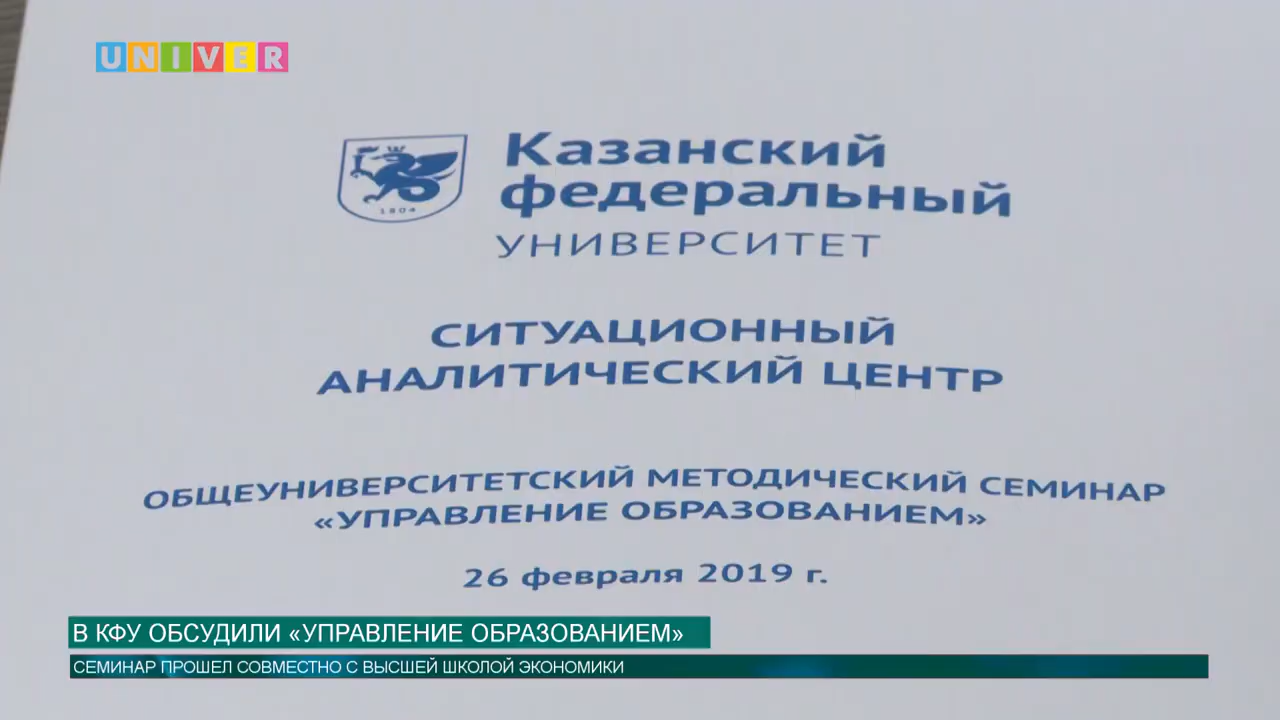 UNIVER
Казанский
федеральный
УНИВЕРСИТЕТ
1804
СИТУАЦИОННЫЙ
АНАЛИТИЧЕСКИЙ ЦЕНТР
ОБЩЕУНИВЕРСИТЕТСКИЙ МЕТОДИЧЕСКИЙ СЕМИНАР
«УПРАВЛЕНИЕ ОБРАЗОВАНИЕМ»
26 февраля 2019 г.
В КФУ ОБСУДИЛИ «УПРАВЛЕНИЕ ОБРАЗОВАНИЕМ»
СЕМИНАР ПРОШЕЛ СОВМЕСТНО С ВЫСШЕЙ ШКОЛОЙ ЭКОНОМИКИ